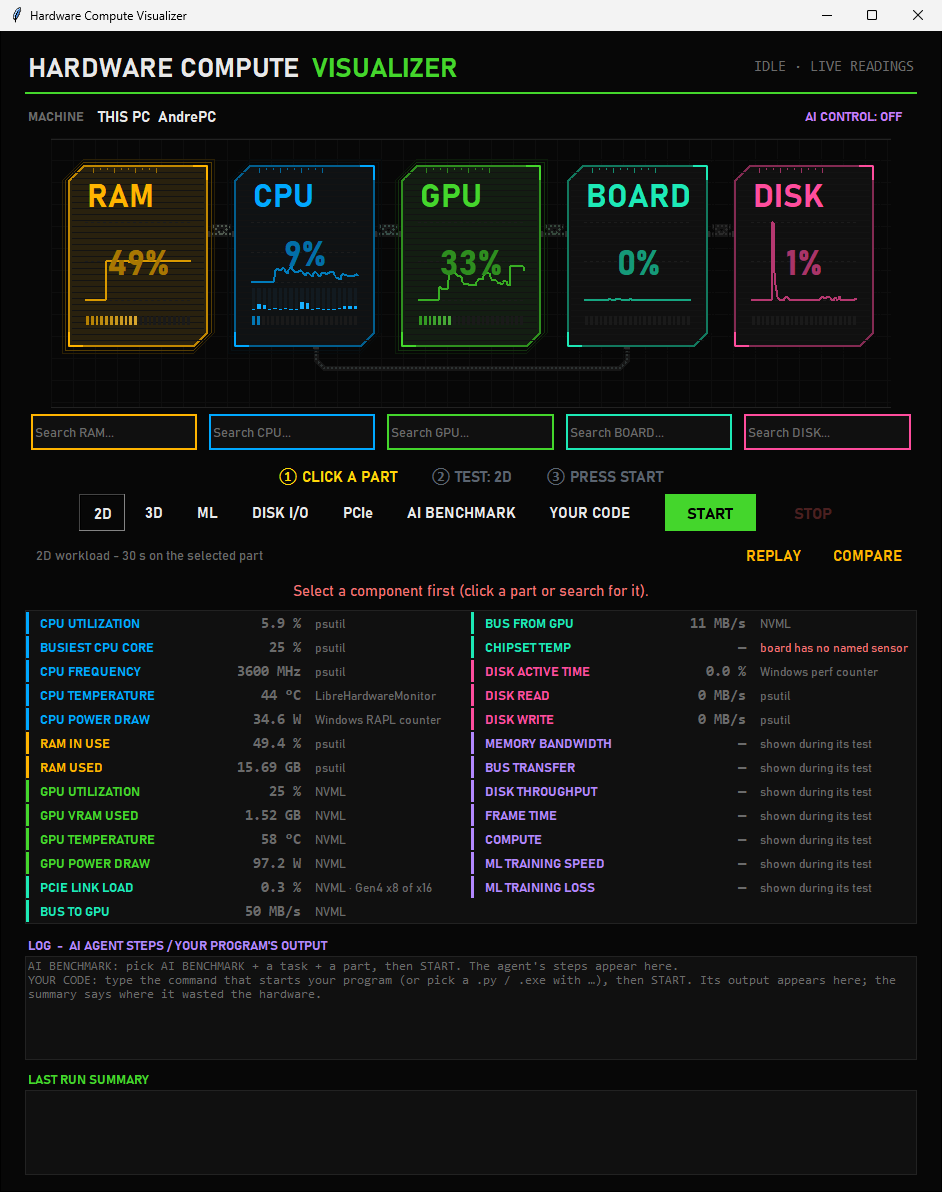 Hardware Compute Visualizer
HARDWARE COMPUTE VISUALIZER
IDLE · LIVE READINGS
MACHINE THIS PC AndrePC
AI CONTROL: OFF
RAM CPU GPU BOARD DISK
49% 9% 33% 0% 1%
Search RAM... Search CPU... Search GPU... Search BOARD... Search DISK...
① CLICK A PART ② TEST: 2D ③ PRESS START
2D 3D ML DISK I/O PCIe AI BENCHMARK YOUR CODE START STOP
2D workload - 30 s on the selected part
REPLAY COMPARE
Select a component first (click a part or search for it).
CPU UTILIZATION 5.9 % psutil
BUSIEST CPU CORE 25 % psutil
CPU FREQUENCY 3600 MHz psutil
CPU TEMPERATURE 44 °C LibreHardwareMonitor
CPU POWER DRAW 34.6 W Windows RAPL counter
RAM IN USE 49.4 % psutil
RAM USED 15.69 GB psutil
GPU UTILIZATION 25 % NVML
GPU VRAM USED 1.52 GB NVML
GPU TEMPERATURE 58 °C NVML
GPU POWER DRAW 97.2 W NVML
PCIE LINK LOAD 0.3 % NVML · Gen4 x8 of x16
BUS TO GPU 50 MB/s NVML
BUS FROM GPU 11 MB/s NVML
CHIPSET TEMP — board has no named sensor
DISK ACTIVE TIME 0.0 % Windows perf counter
DISK READ 0 MB/s psutil
DISK WRITE 0 MB/s psutil
MEMORY BANDWIDTH — shown during its test
BUS TRANSFER — shown during its test
DISK THROUGHPUT — shown during its test
FRAME TIME — shown during its test
COMPUTE — shown during its test
ML TRAINING SPEED — shown during its test
ML TRAINING LOSS — shown during its test
LOG - AI AGENT STEPS / YOUR PROGRAM'S OUTPUT
AI BENCHMARK: pick AI BENCHMARK + a task + a part, then START. The agent's steps appear here.
YOUR CODE: type the command that starts your program (or pick a .py / .exe with …), then START. Its output appears here; the
summary says where it wasted the hardware.
LAST RUN SUMMARY